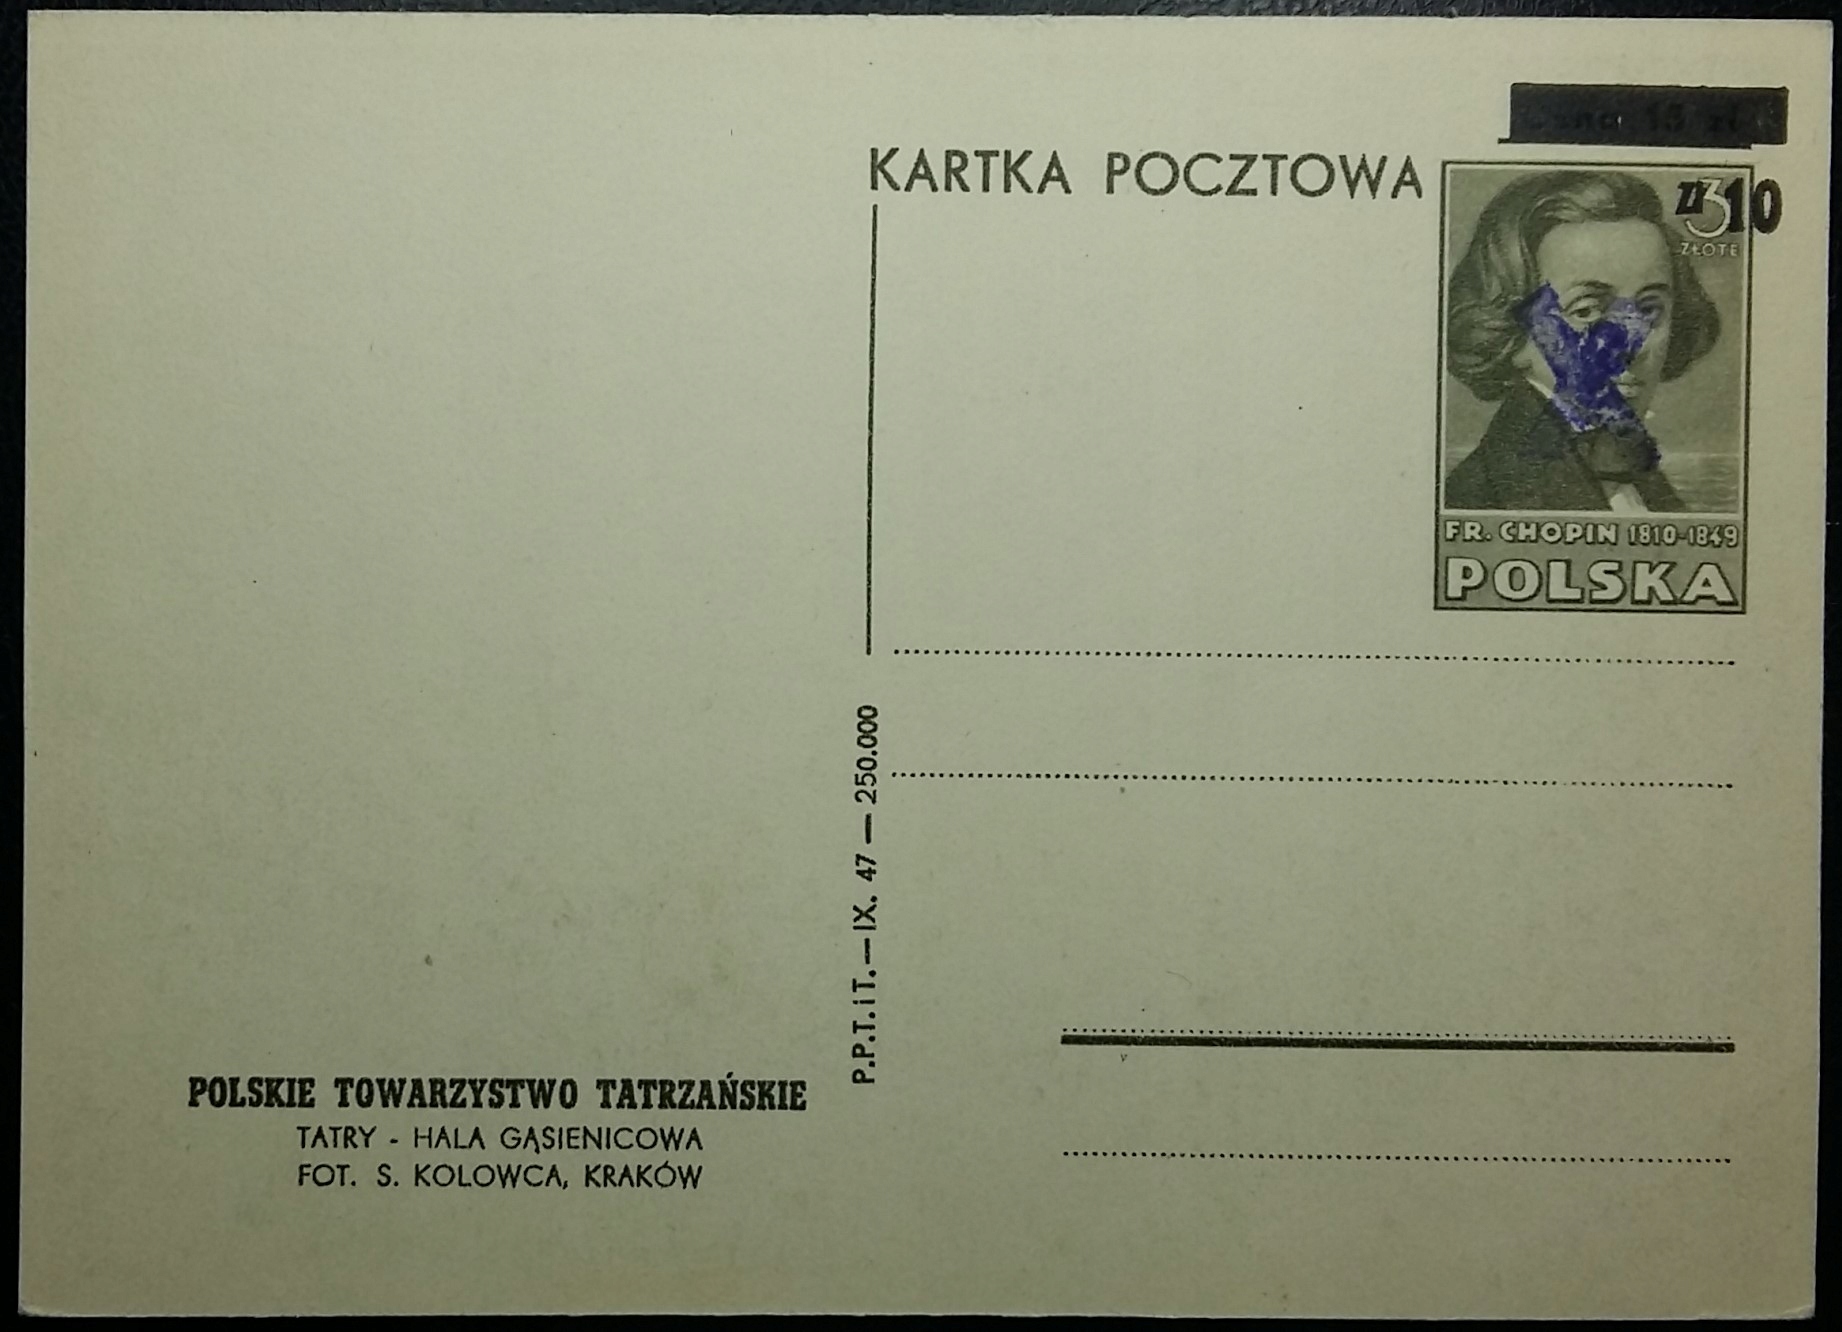 Cena 15 zł
KARTKA POCZTOWA
zł 10
3
ZŁOTE
FR. CHOPIN 1810-1849
POLSKA
P.P.T. i T. — IX. 47 — 250.000
POLSKIE TOWARZYSTWO TATRZAŃSKIE
TATRY - HALA GĄSIENICOWA
FOT. S. KOLOWCA, KRAKÓW